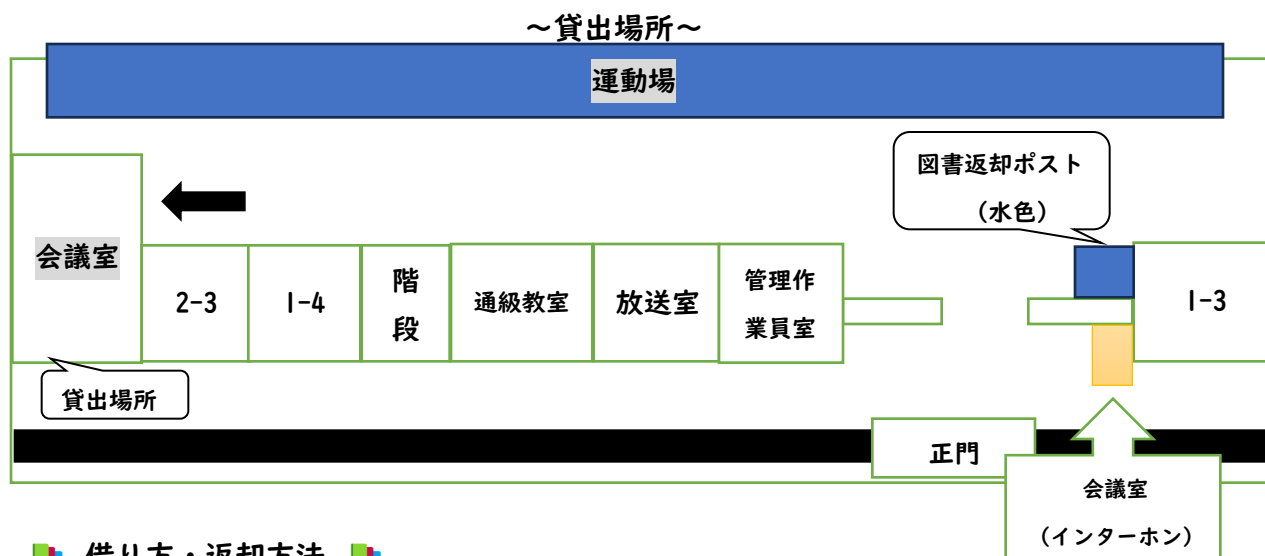 ～貸出場所～
運動場
図書返却ポスト
（水色）
会議室
2-3
1-4
階
段
通級教室
放送室
管理作
業員室
1-3
貸出場所
正門
会議室
（インターホン）
借り方・返却方法